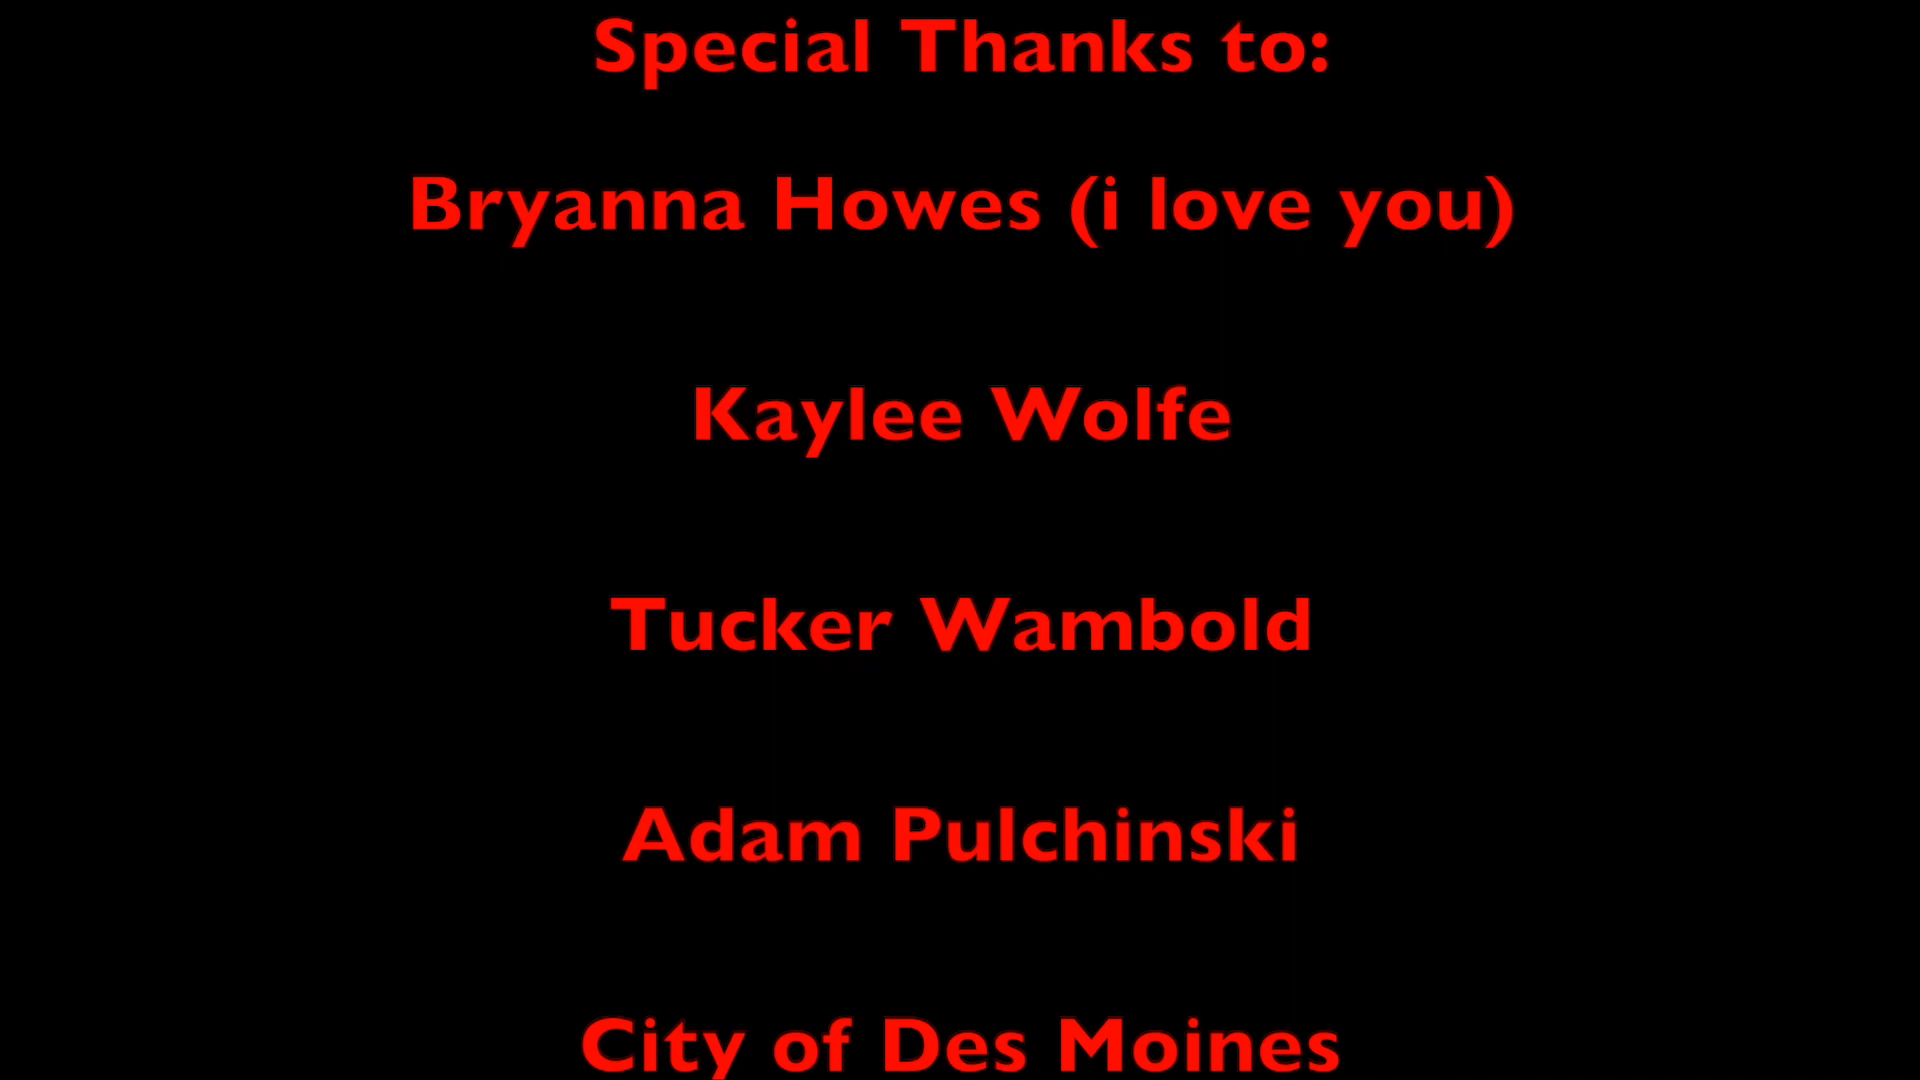 Special Thanks to:
Bryanna Howes (i love you)
Kaylee Wolfe
Tucker Wambold
Adam Pulchinski
City of Des Moines